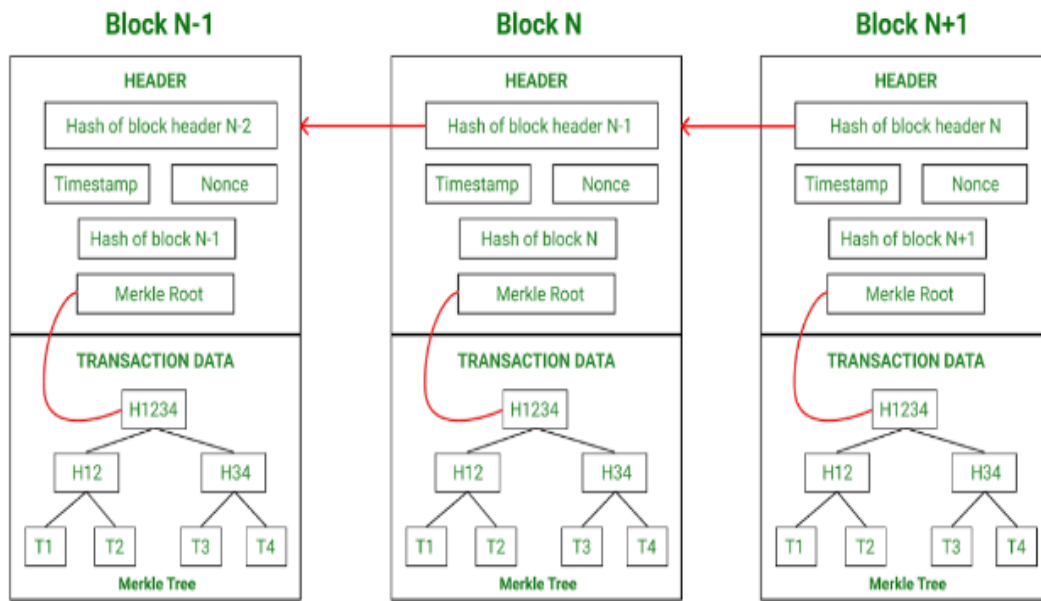 Block N-1
HEADER
Hash of block header N-2
Timestamp
Nonce
Hash of block N-1
Merkle Root
TRANSACTION DATA
H1234
H12
H34
T1
T2
T3
T4
Merkle Tree
Block N
HEADER
Hash of block header N-1
Timestamp
Nonce
Hash of block N
Merkle Root
TRANSACTION DATA
H1234
H12
H34
T1
T2
T3
T4
Merkle Tree
Block N+1
HEADER
Hash of block header N
Timestamp
Nonce
Hash of block N+1
Merkle Root
TRANSACTION DATA
H1234
H12
H34
T1
T2
T3
T4
Merkle Tree